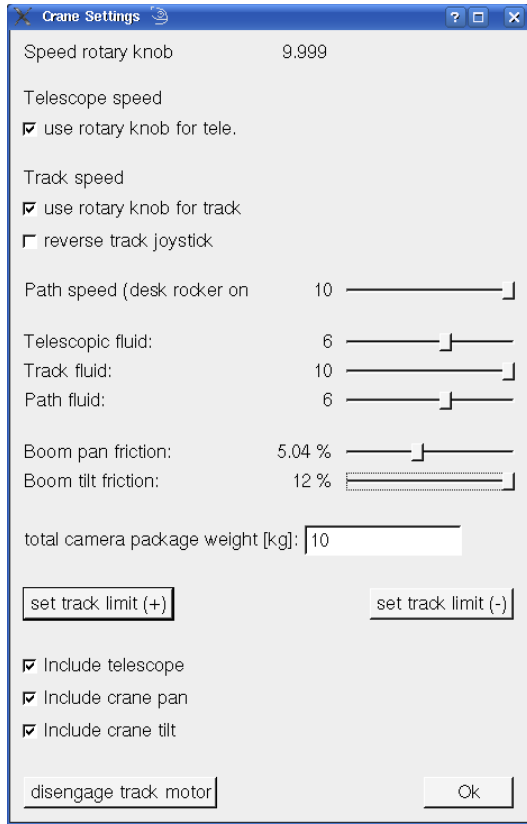 Crane Settings
Speed rotary knob 9.999
Telescope speed
use rotary knob for tele.
Track speed
use rotary knob for track
reverse track joystick
Path speed (desk rocker on 10
Telescopic fluid: 6
Track fluid: 10
Path fluid: 6
Boom pan friction: 5.04 %
Boom tilt friction: 12 %
total camera package weight [kg]: 10
set track limit (+) set track limit (-)
Include telescope
Include crane pan
Include crane tilt
disengage track motor Ok